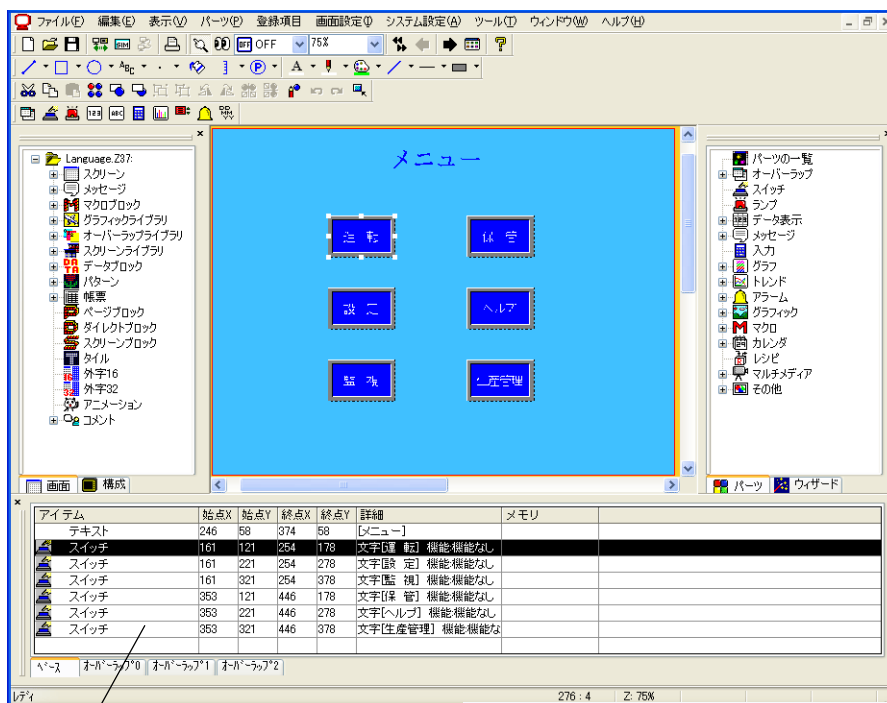 ファイル(F) 編集(E) 表示(V) パーツ(P) 登録項目 画面設定(I) システム設定(A) ツール(T) ウィンドウ(W) ヘルプ(H)
SIM OFF OFF 75%
ABC P A
123 ABC DD MM YY
Language.Z37:
スクリーン
メッセージ
マクロブロック
グラフィックライブラリ
オーバーラップライブラリ
スクリーンライブラリ
データブロック
パターン
帳票
ページブロック
ダイレクトブロック
スクリーンブロック
タイル
外字16
外字32
アニメーション
コメント
画面 構成
メニュー
運 転 保 管
設 定 ヘルプ
監 視 生産管理
パーツの一覧
オーバーラップ
スイッチ
ランプ
データ表示
メッセージ
入力
グラフ
トレンド
アラーム
グラフィック
マクロ
カレンダ
レシピ
マルチメディア
その他
パーツ ウィザード
アイテム 始点X 始点Y 終点X 終点Y 詳細 メモリ
テキスト 246 58 374 58 [メニュー]
スイッチ 161 121 254 178 文字[運 転] 機能:機能なし
スイッチ 161 221 254 278 文字[設 定] 機能:機能なし
スイッチ 161 321 254 378 文字[監 視] 機能:機能なし
スイッチ 353 121 446 178 文字[保 管] 機能:機能なし
スイッチ 353 221 446 278 文字[ヘルプ] 機能:機能なし
スイッチ 353 321 446 378 文字[生産管理] 機能:機能な
ﾍﾞｰｽ ｵｰﾊﾞｰﾗｯﾌﾟ0 ｵｰﾊﾞｰﾗｯﾌﾟ1 ｵｰﾊﾞｰﾗｯﾌﾟ2
ﾚﾃﾞｨ 276 : 4 Z: 75%